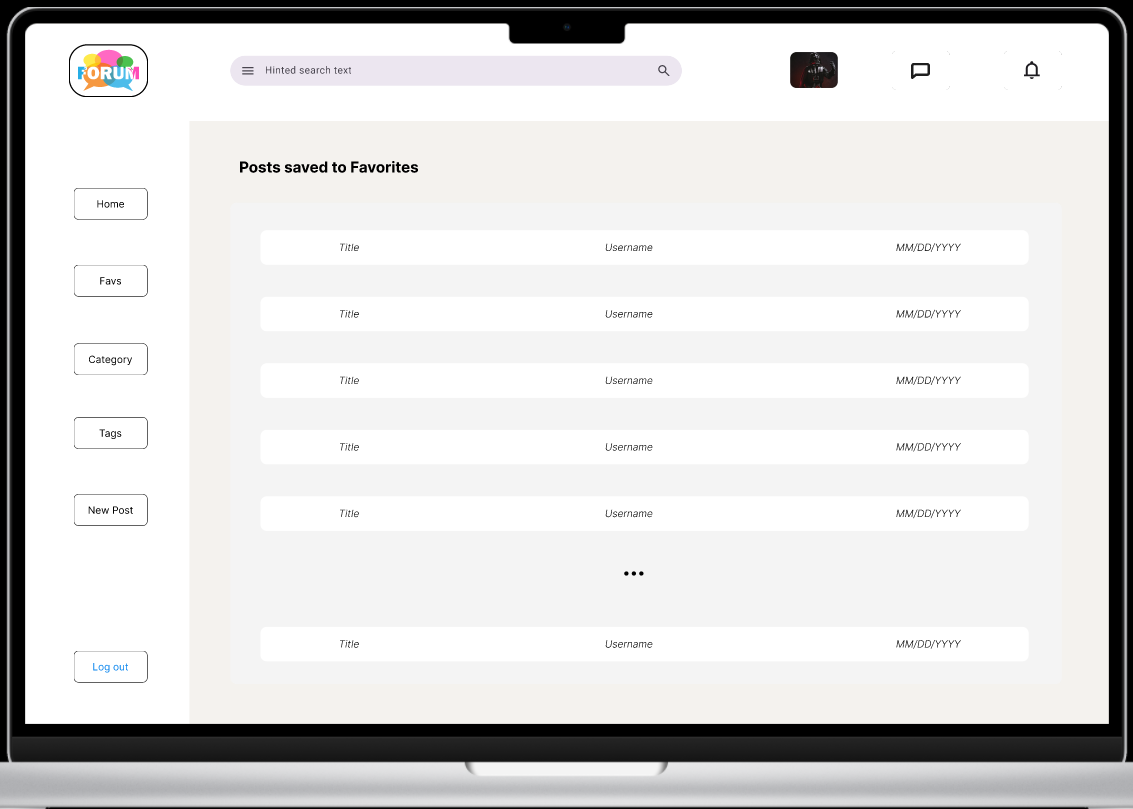 FORUM
Hinted search text
Posts saved to Favorites
Home
Favs
Category
Tags
New Post
Log out
Title Username MM/DD/YYYY
Title Username MM/DD/YYYY
Title Username MM/DD/YYYY
Title Username MM/DD/YYYY
Title Username MM/DD/YYYY
...
Title Username MM/DD/YYYY